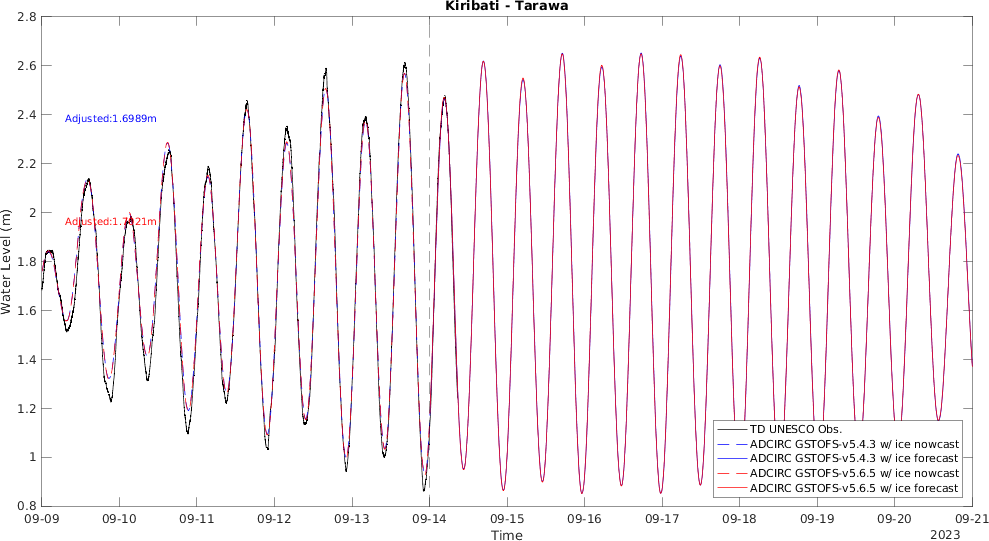 Kiribati - Tarawa
2.8
2.6
2.4
2.2
2
1.8
1.6
1.4
1.2
1
0.8
Water Level (m)
Adjusted:1.6989m
TD UNESCO Obs.
ADCIRC GSTOFS-v5.4.3 w/ ice nowcast
ADCIRC GSTOFS-v5.4.3 w/ ice forecast
ADCIRC GSTOFS-v5.6.5 w/ ice nowcast
ADCIRC GSTOFS-v5.6.5 w/ ice forecast
09-09 09-10 09-11 09-12 09-13 09-14 09-15 09-16 09-17 09-18 09-19 09-20 09-21
Time
2023